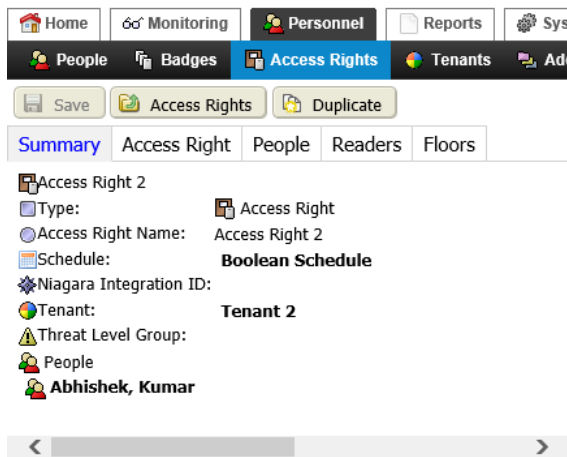 Home Monitoring Personnel Reports Sys
People Badges Access Rights Tenants Ad
Save Access Rights Duplicate
Summary Access Right People Readers Floors
Access Right 2
Type: Access Right
Access Right Name: Access Right 2
Schedule: Boolean Schedule
Niagara Integration ID:
Tenant: Tenant 2
Threat Level Group:
People
Abhishek, Kumar